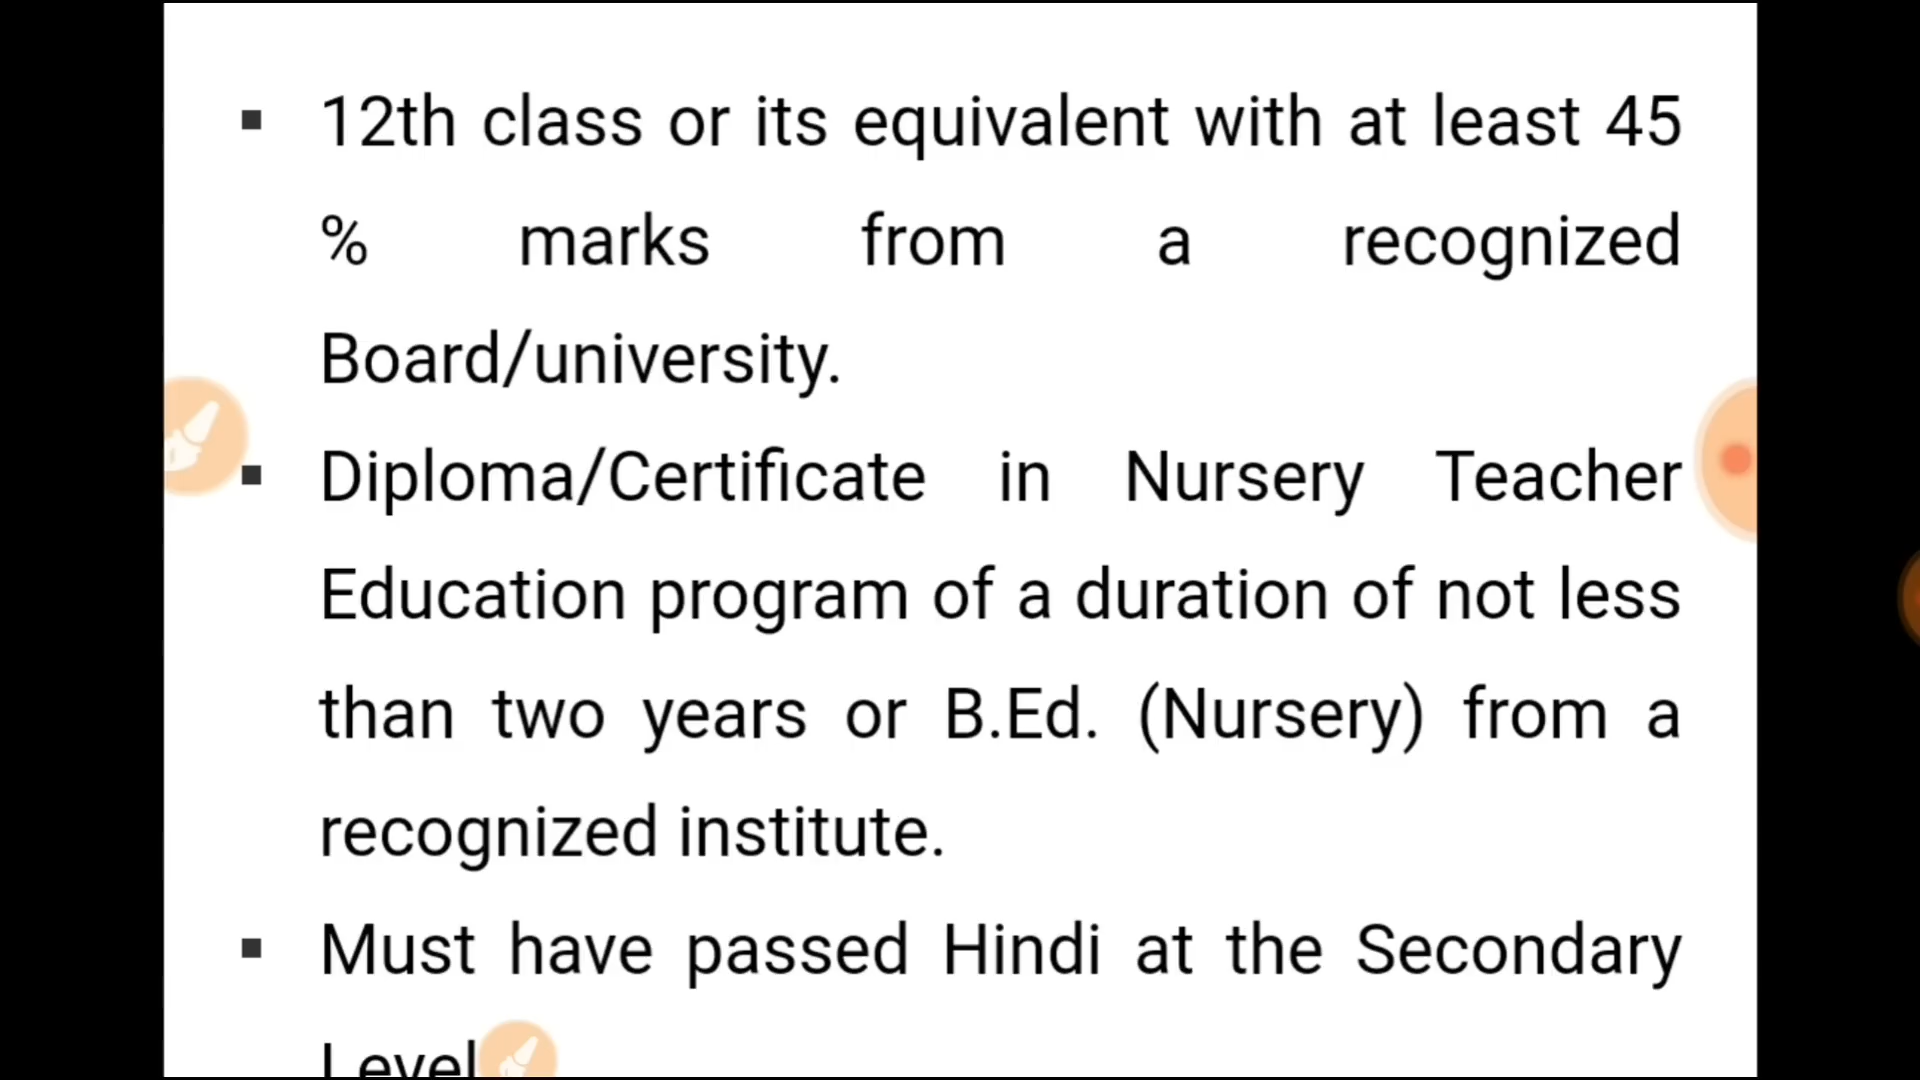 ▪ 12th class or its equivalent with at least 45
% marks from a recognized
Board/university.
▪ Diploma/Certificate in Nursery Teacher
Education program of a duration of not less
than two years or B.Ed. (Nursery) from a
recognized institute.
▪ Must have passed Hindi at the Secondary
Level